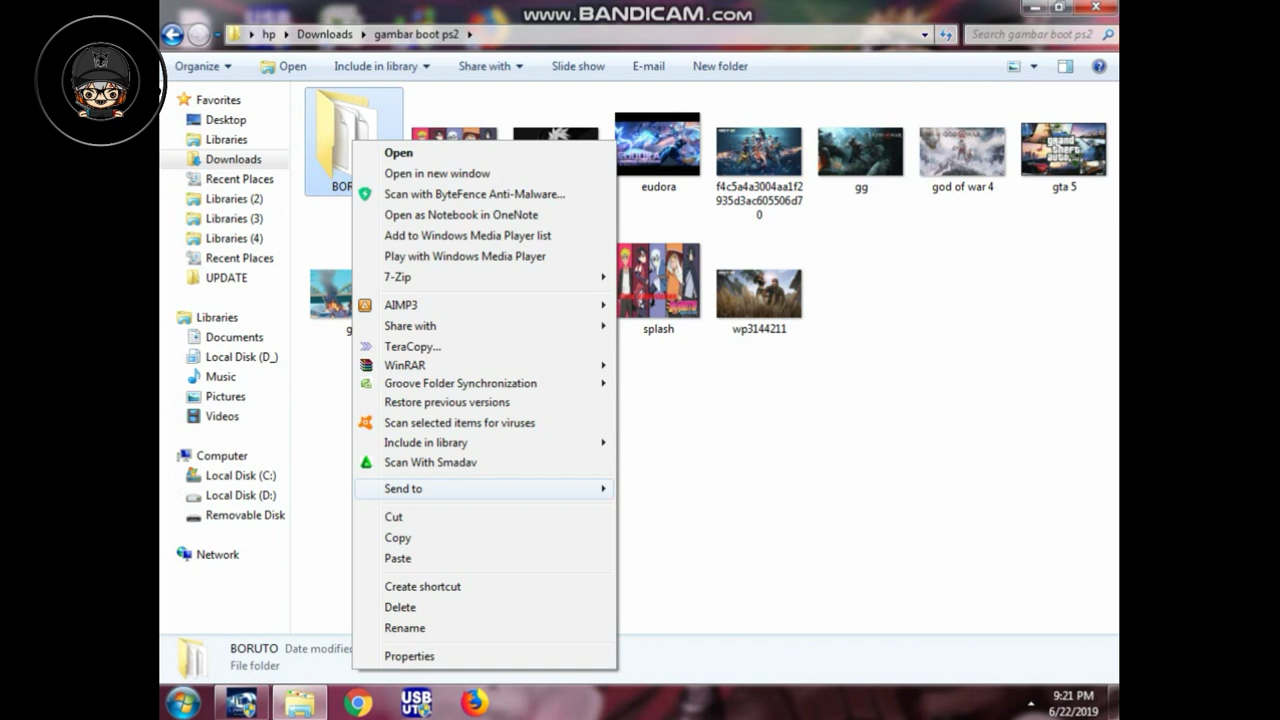 www.BANDICAM.com
hp
Downloads
gambar boot ps2
Search gambar boot ps2
Organize
Open
Include in library
Share with
Slide show
E-mail
New folder
Favorites
Desktop
Libraries
Downloads
Recent Places
Libraries (2)
Libraries (3)
Libraries (4)
Recent Places
UPDATE
Libraries
Documents
Local Disk (D_)
Music
Pictures
Videos
Computer
Local Disk (C:)
Local Disk (D:)
Removable Disk
Network
BOR
eudora
f4c5a4a3004aa1f2
935d3ac605506d7
0
gg
god of war 4
gta 5
g
splash
wp3144211
Open
Open in new window
Scan with ByteFence Anti-Malware...
Open as Notebook in OneNote
Add to Windows Media Player list
Play with Windows Media Player
7-Zip
AIMP3
Share with
TeraCopy...
WinRAR
Groove Folder Synchronization
Restore previous versions
Scan selected items for viruses
Include in library
Scan With Smadav
Send to
Cut
Copy
Paste
Create shortcut
Delete
Rename
Properties
BORUTO Date modified
File folder
USB
UT
9:21 PM
6/22/2019